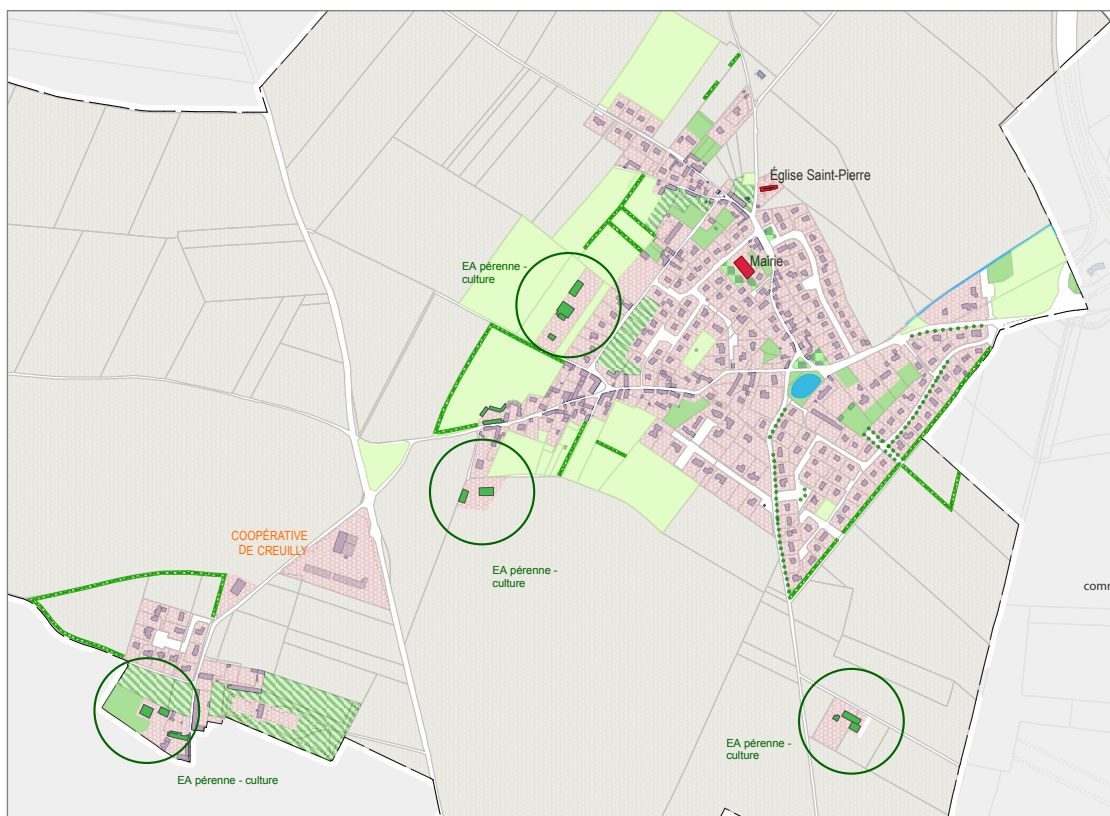 Église Saint-Pierre
Mairie
EA pérenne -
culture
COOPÉRATIVE
DE CREUILLY
EA pérenne -
culture
comm
EA pérenne -
culture
EA pérenne - culture